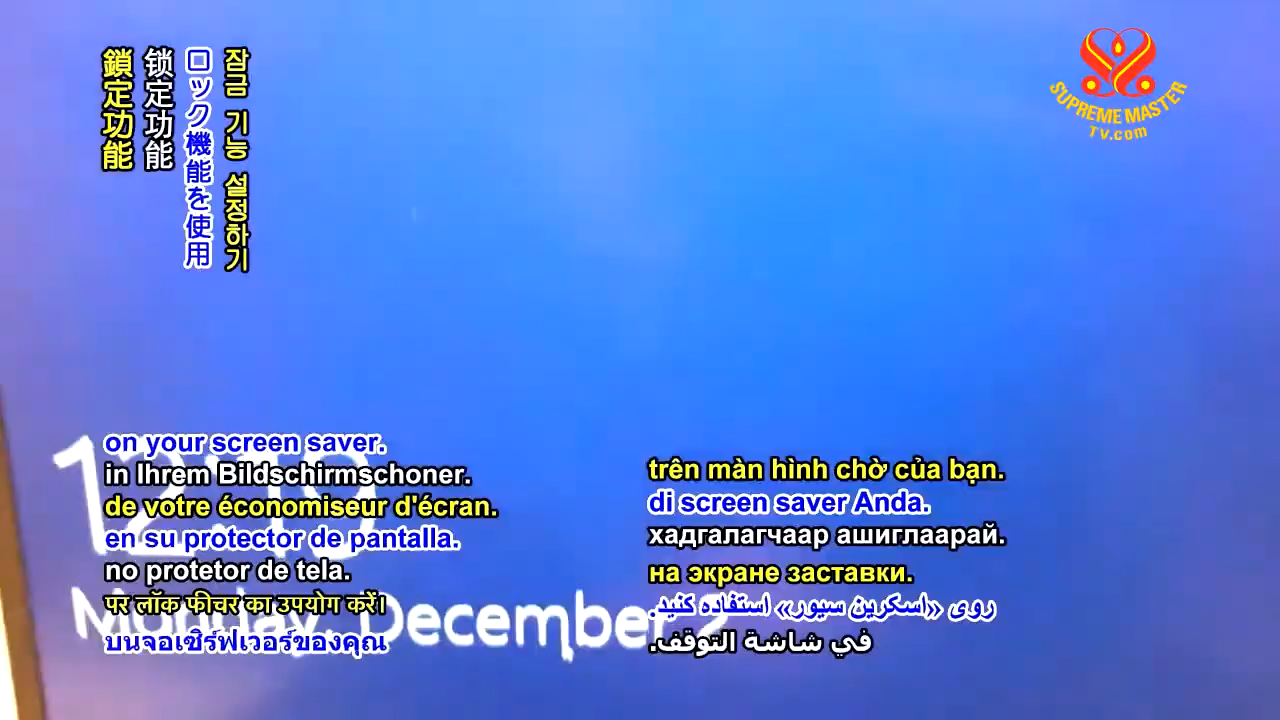 鎖定功能
锁定功能
ロック機能を使用
잠금 기능 설정하기
SUPREME MASTER
TV.com
on your screen saver.
in Ihrem Bildschirmschoner.
de votre économiseur d'écran.
en su protector de pantalla.
no protetor de tela.
पर लॉक फीचर का उपयोग करें।
บนจอเซิร์ฟเวอร์ของคุณ
trên màn hình chờ của bạn.
di screen saver Anda.
хадгалагчаар ашиглаарай.
на экране заставки.
روی «اسکرین سیور» استفاده کنید.
في شاشة التوقف.
12:19
Monday, December 2